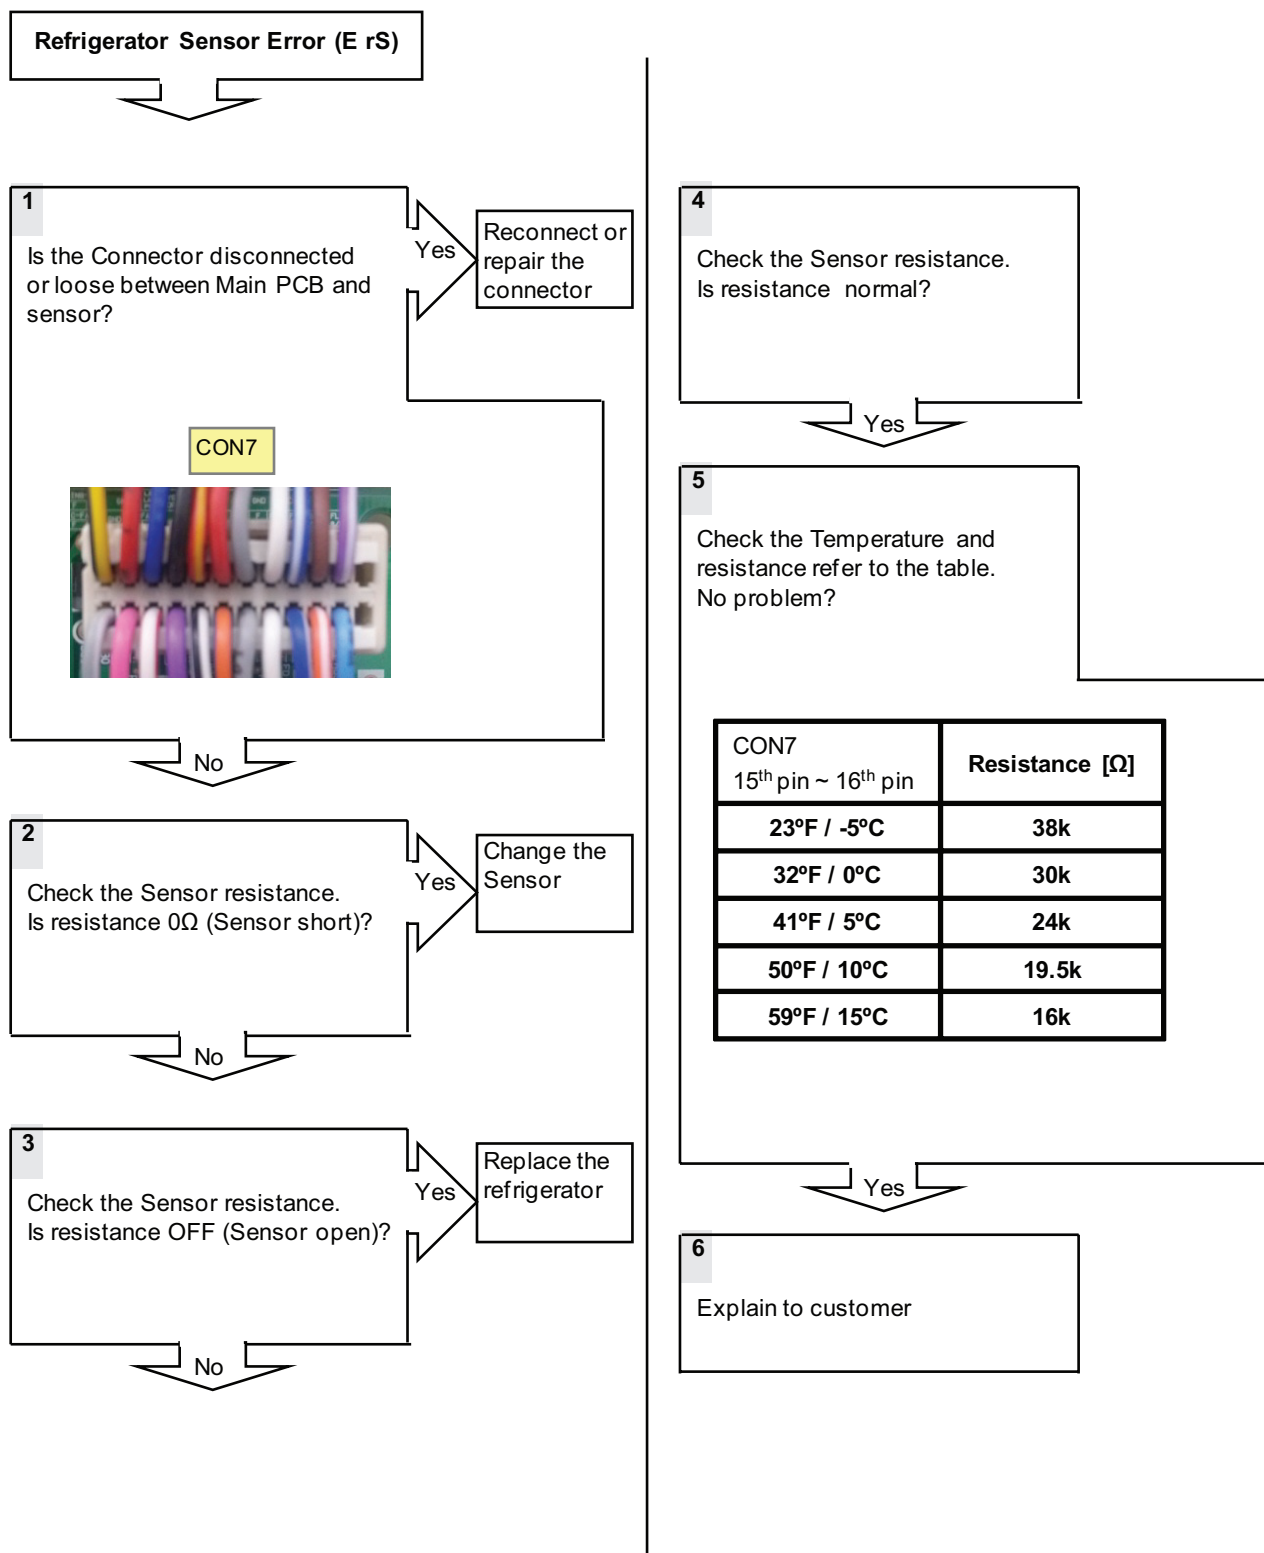 Refrigerator Sensor Error (E rS)
1
Is the Connector disconnected
or loose between Main PCB and
sensor?
Yes
Reconnect or
repair the
connector
CON7
No
2
Check the Sensor resistance.
Is resistance 0Ω (Sensor short)?
Yes
Change the
Sensor
No
3
Check the Sensor resistance.
Is resistance OFF (Sensor open)?
Yes
Replace the
refrigerator
No
4
Check the Sensor resistance.
Is resistance normal?
Yes
5
Check the Temperature and
resistance refer to the table.
No problem?
CON7
15th pin ~ 16th pin
Resistance [Ω]
23ºF / -5ºC 38k
32ºF / 0ºC 30k
41ºF / 5ºC 24k
50ºF / 10ºC 19.5k
59ºF / 15ºC 16k
Yes
6
Explain to customer